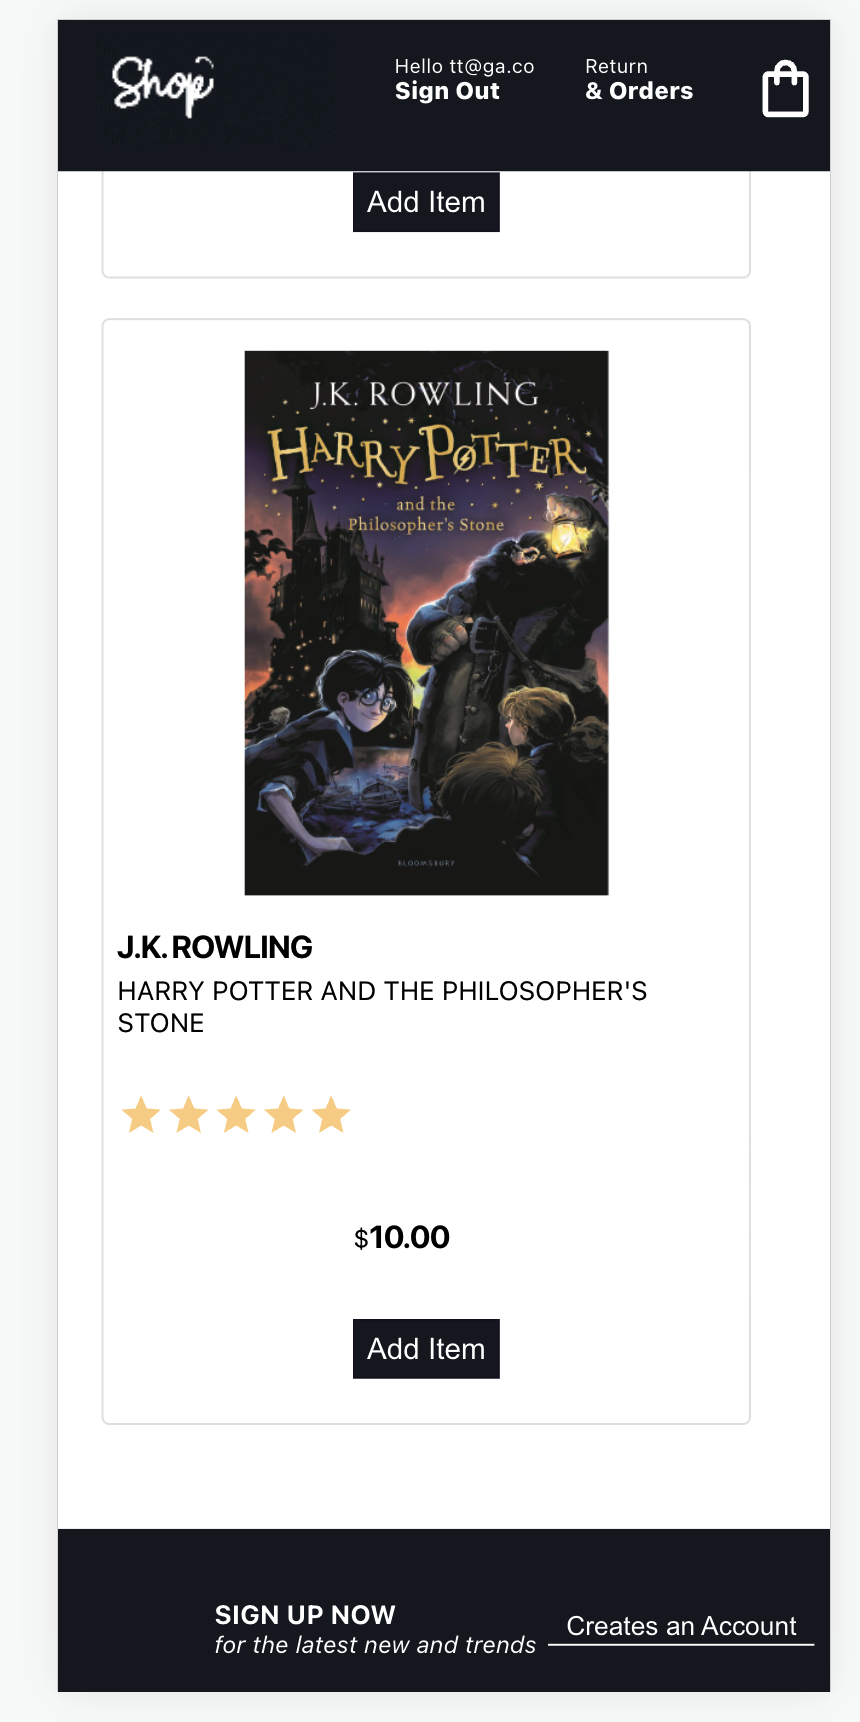 Shop
Hello tt@ga.co
Sign Out
Return
& Orders
Add Item
J.K. ROWLING
HARRY POTTER
and the
Philosopher's Stone
BLOOMSBURY
J.K. ROWLING
HARRY POTTER AND THE PHILOSOPHER'S
STONE
$10.00
Add Item
SIGN UP NOW
for the latest new and trends
Creates an Account